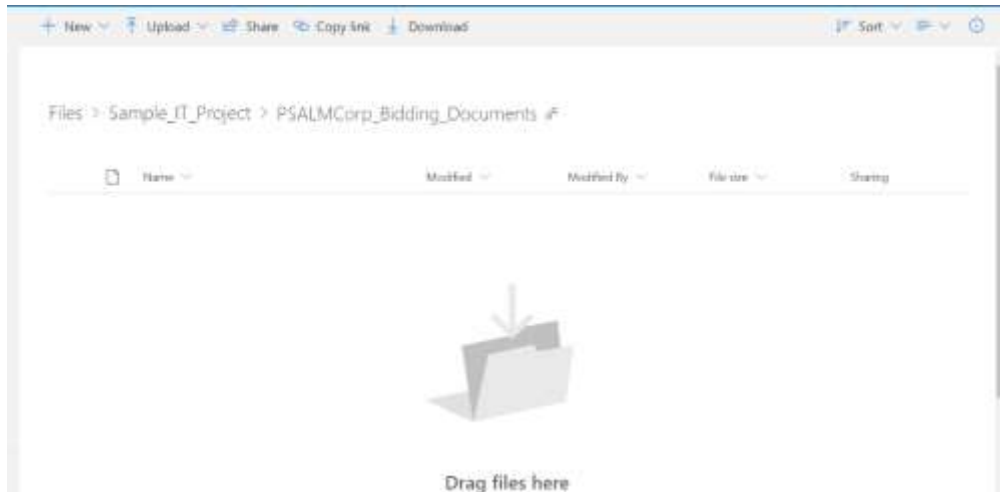 New Upload Share Copy link Download Sort
Files > Sample_IT_Project > PSALMCorp_Bidding_Documents
Name Modified Modified By File size Sharing
Drag files here